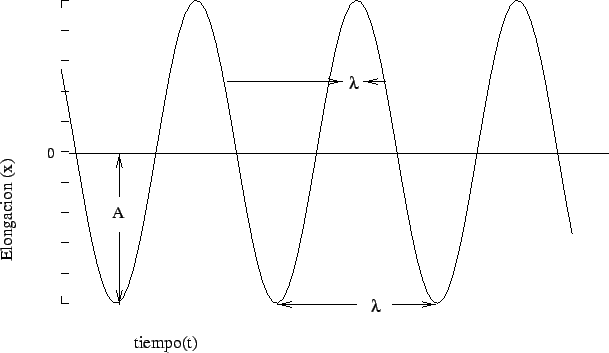 λ
0
A
Elongacion (x)
λ
tiempo(t)